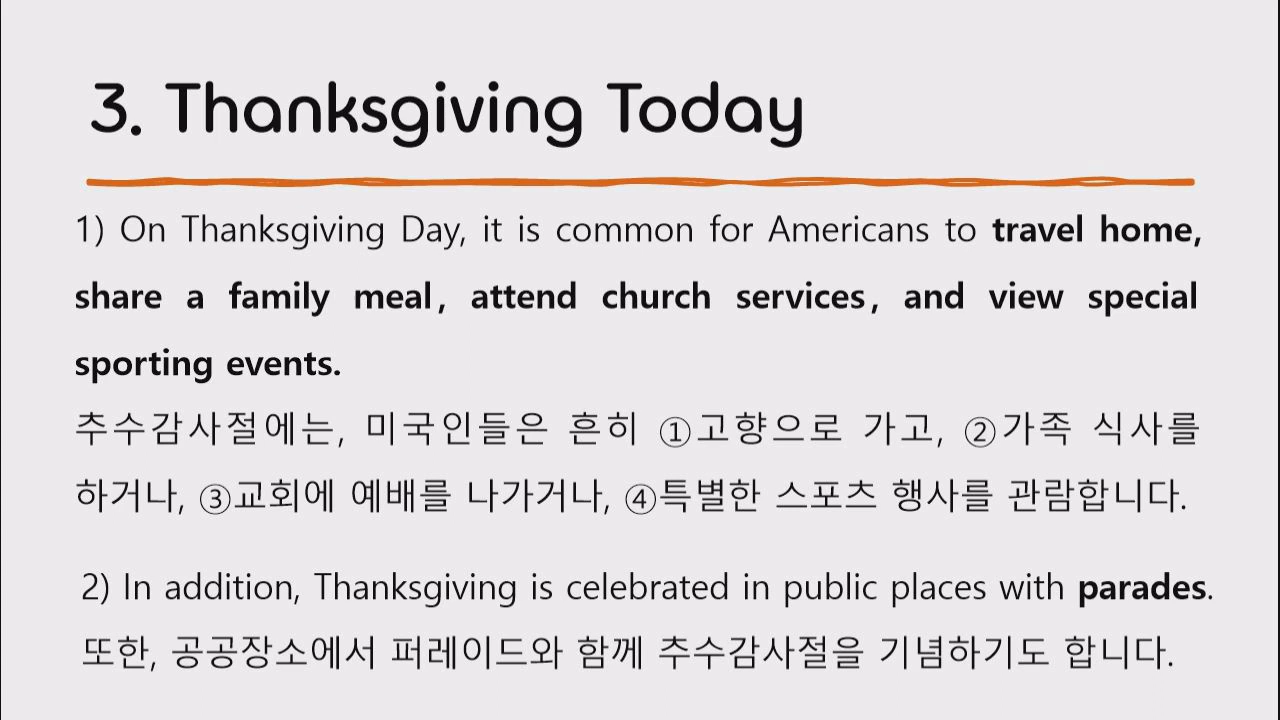 3. Thanksgiving Today
1) On Thanksgiving Day, it is common for Americans to travel home,
share a family meal, attend church services, and view special
sporting events.
추수감사절에는, 미국인들은 흔히 ①고향으로 가고, ②가족 식사를
하거나, ③교회에 예배를 나가거나, ④특별한 스포츠 행사를 관람합니다.
2) In addition, Thanksgiving is celebrated in public places with parades.
또한, 공공장소에서 퍼레이드와 함께 추수감사절을 기념하기도 합니다.